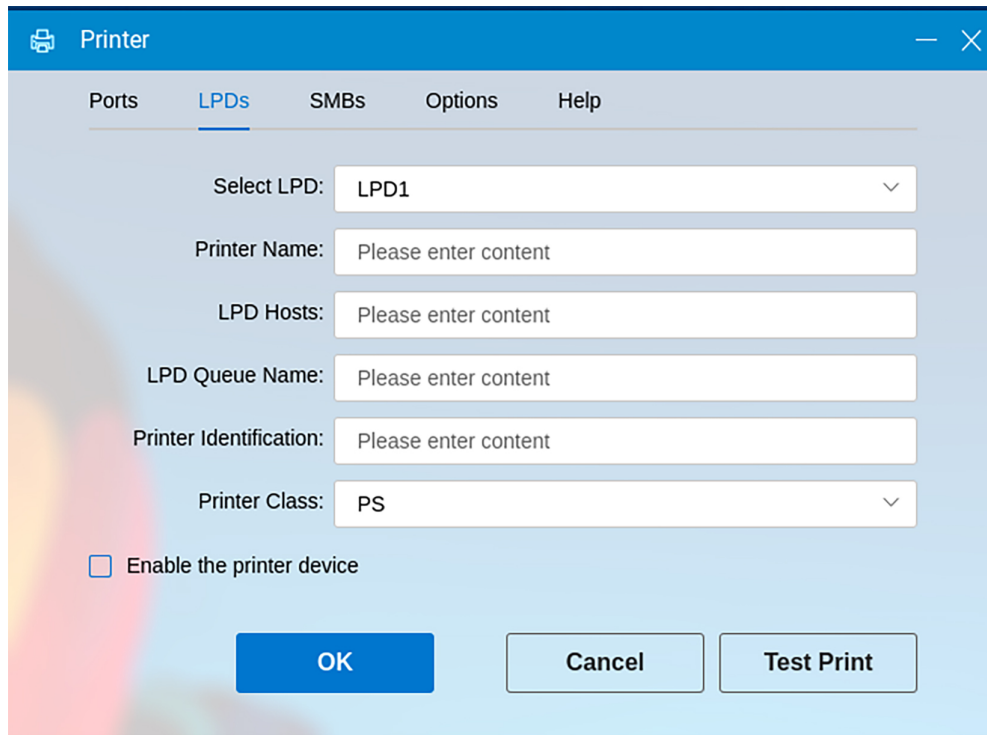 Printer
Ports LPDs SMBs Options Help
Select LPD: LPD1
Printer Name: Please enter content
LPD Hosts: Please enter content
LPD Queue Name: Please enter content
Printer Identification: Please enter content
Printer Class: PS
Enable the printer device
OK Cancel Test Print